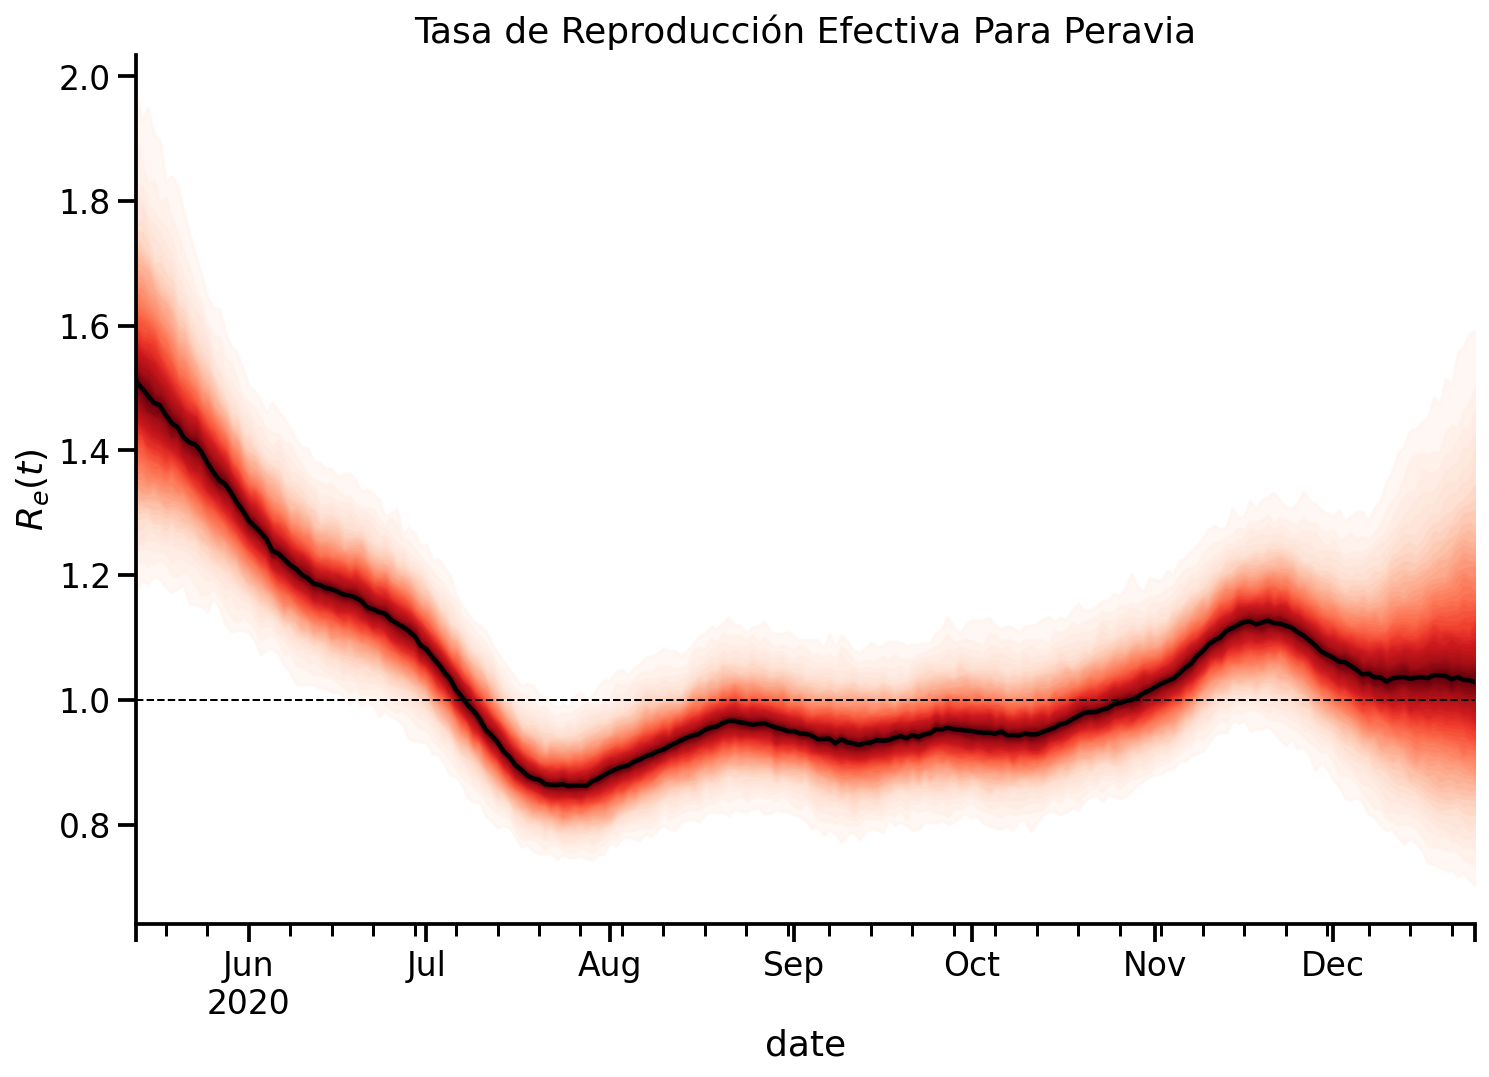 Tasa de Reproducción Efectiva Para Peravia
2.0
1.8
1.6
1.4
1.2
1.0
0.8
R_e(t)
Jun Jul Aug Sep Oct Nov Dec
2020
date